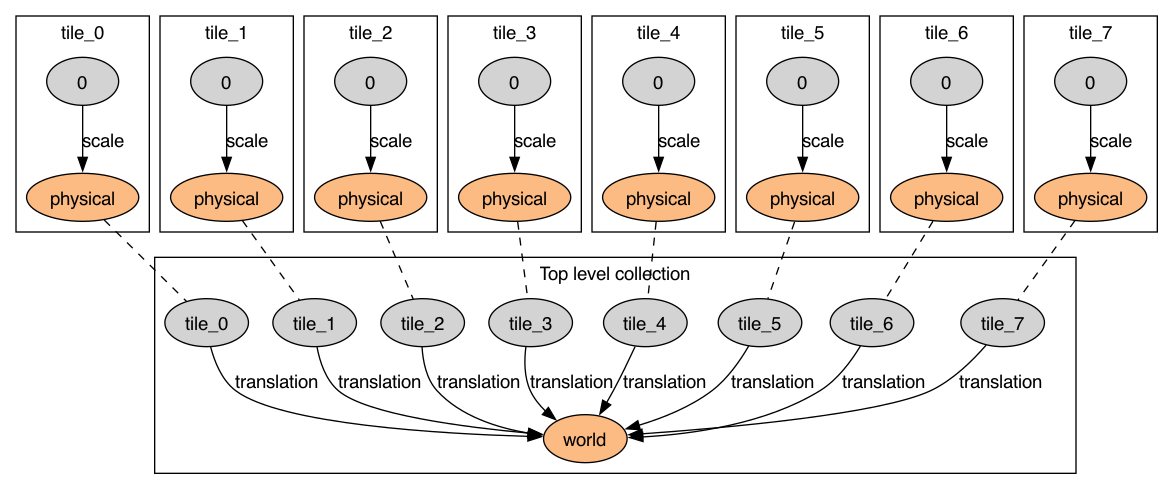 tile_0 tile_1 tile_2 tile_3 tile_4 tile_5 tile_6 tile_7
0 0 0 0 0 0 0 0
scale scale scale scale scale scale scale scale
physical physical physical physical physical physical physical physical
Top level collection
tile_0 tile_1 tile_2 tile_3 tile_4 tile_5 tile_6 tile_7
translation translation translation translation translation translation translation translation
world